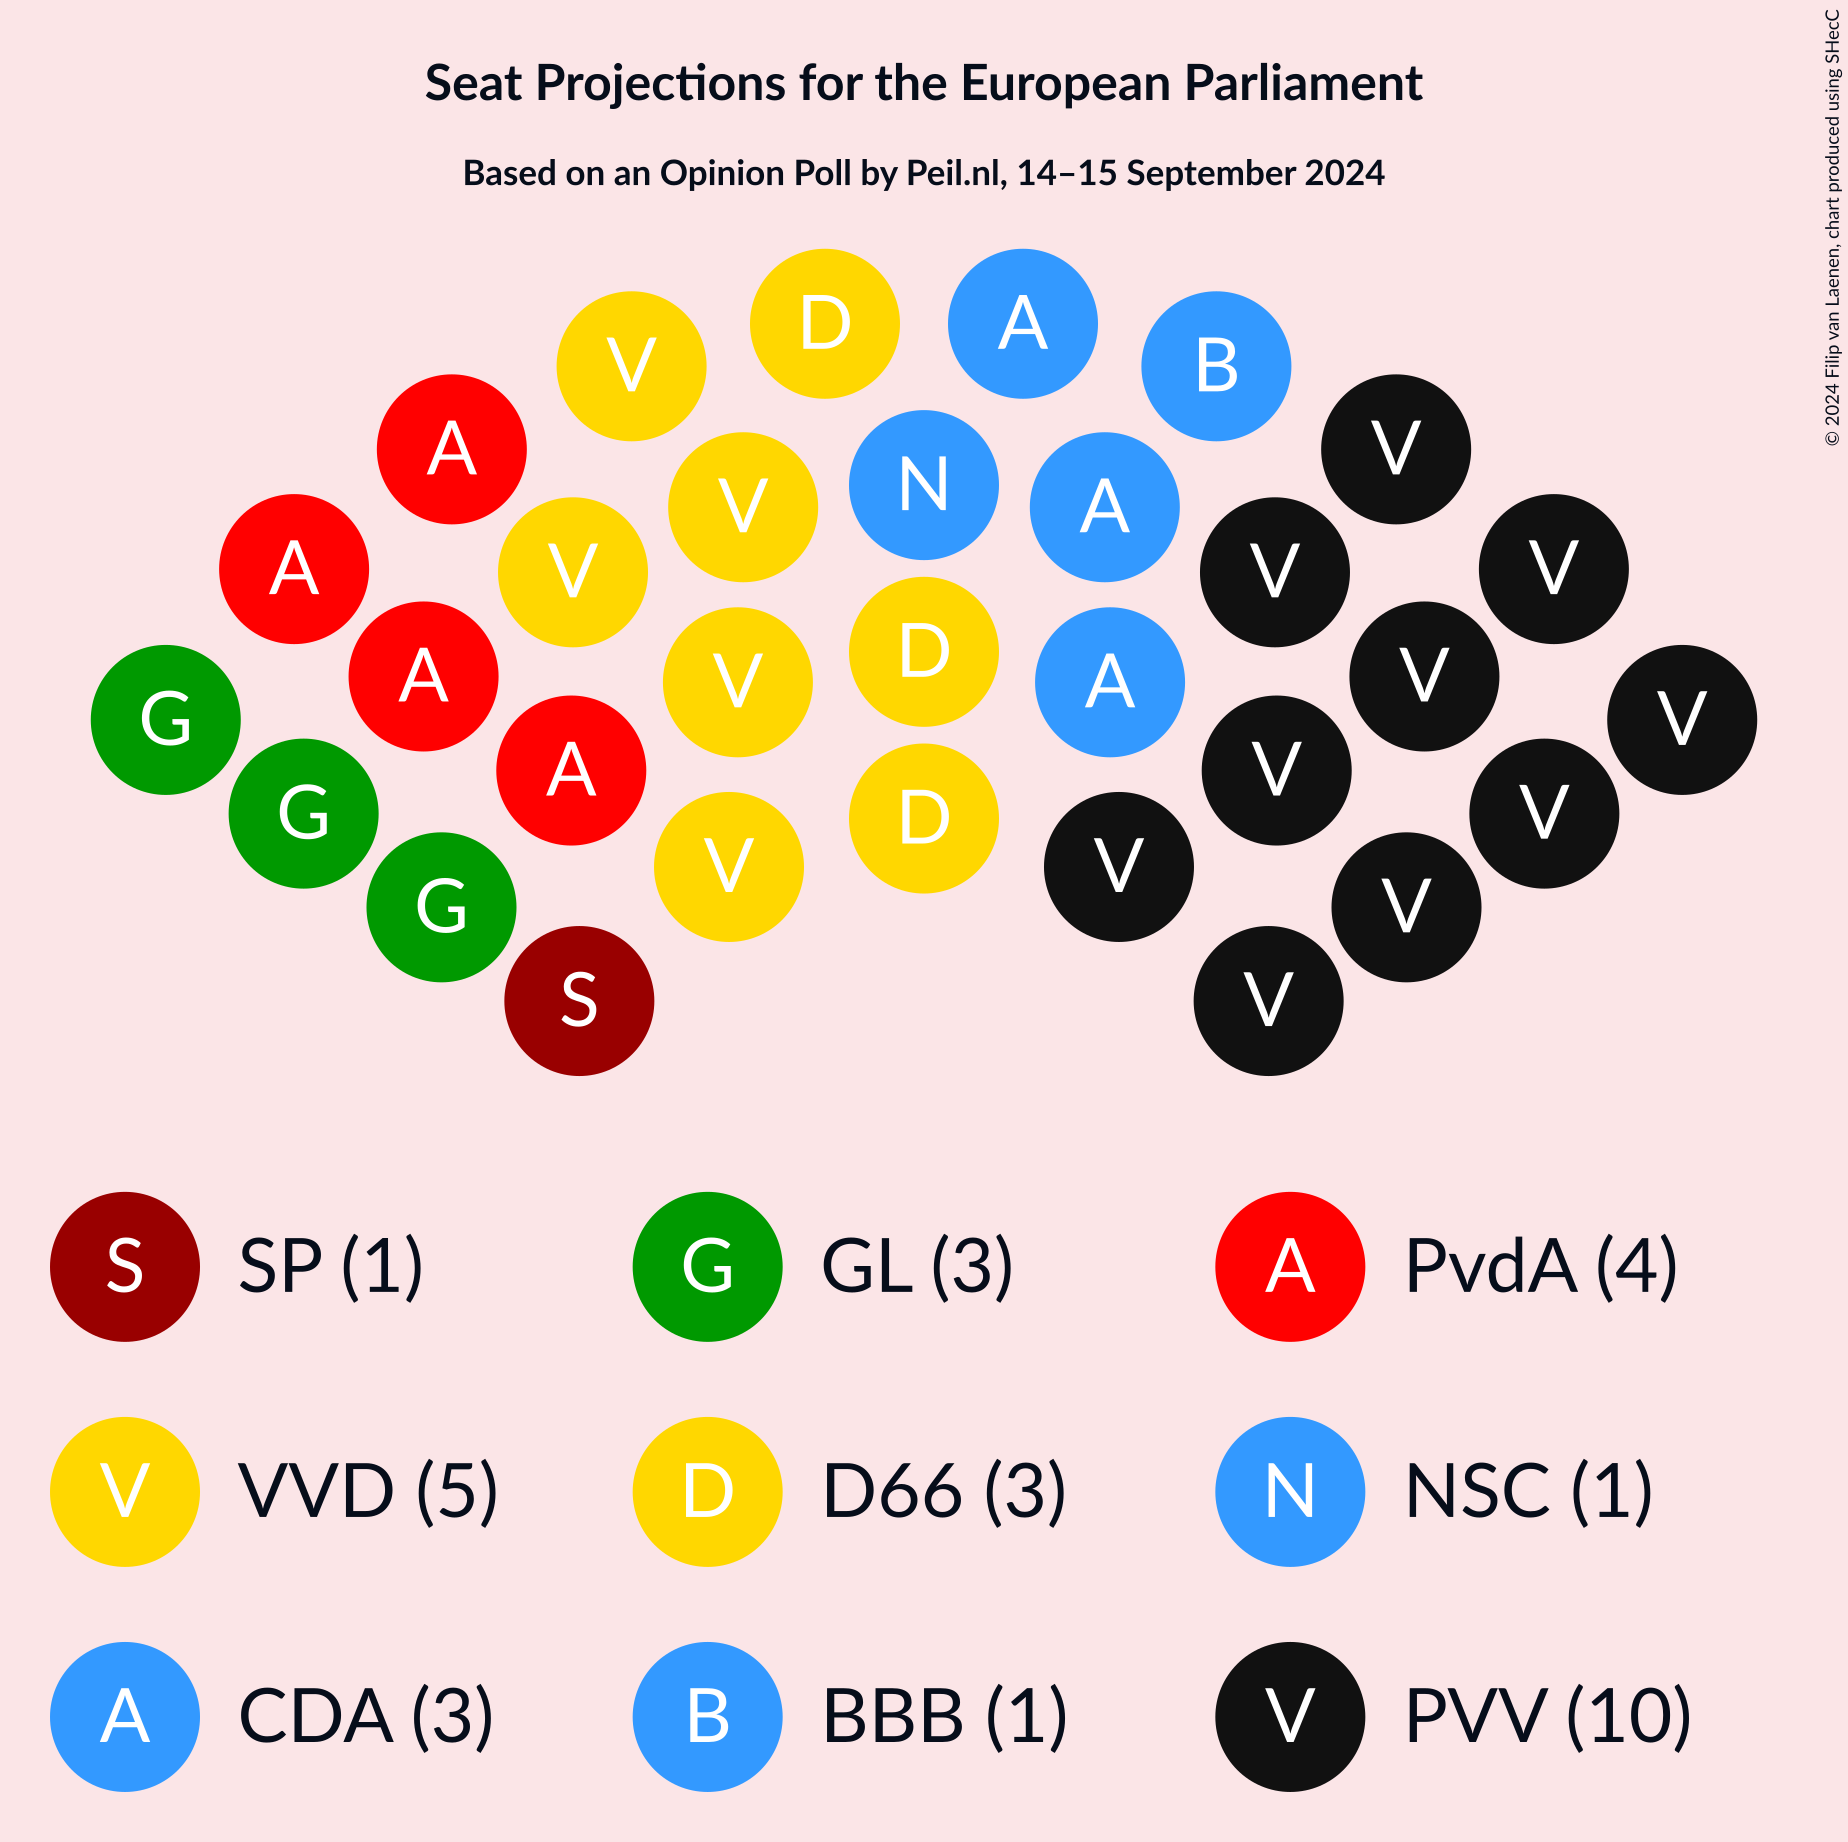 Seat Projections for the European Parliament
Based on an Opinion Poll by Peil.nl, 14–15 September 2024
© 2024 Filip van Laenen, chart produced using SHecC
D A
V B
A V
N
V A
A V
V V
D
A V
V A
G V
A V
G V
D
V V
G V
S V
S SP (1) G GL (3) A PvdA (4)
V VVD (5) D D66 (3) N NSC (1)
A CDA (3) B BBB (1) V PVV (10)